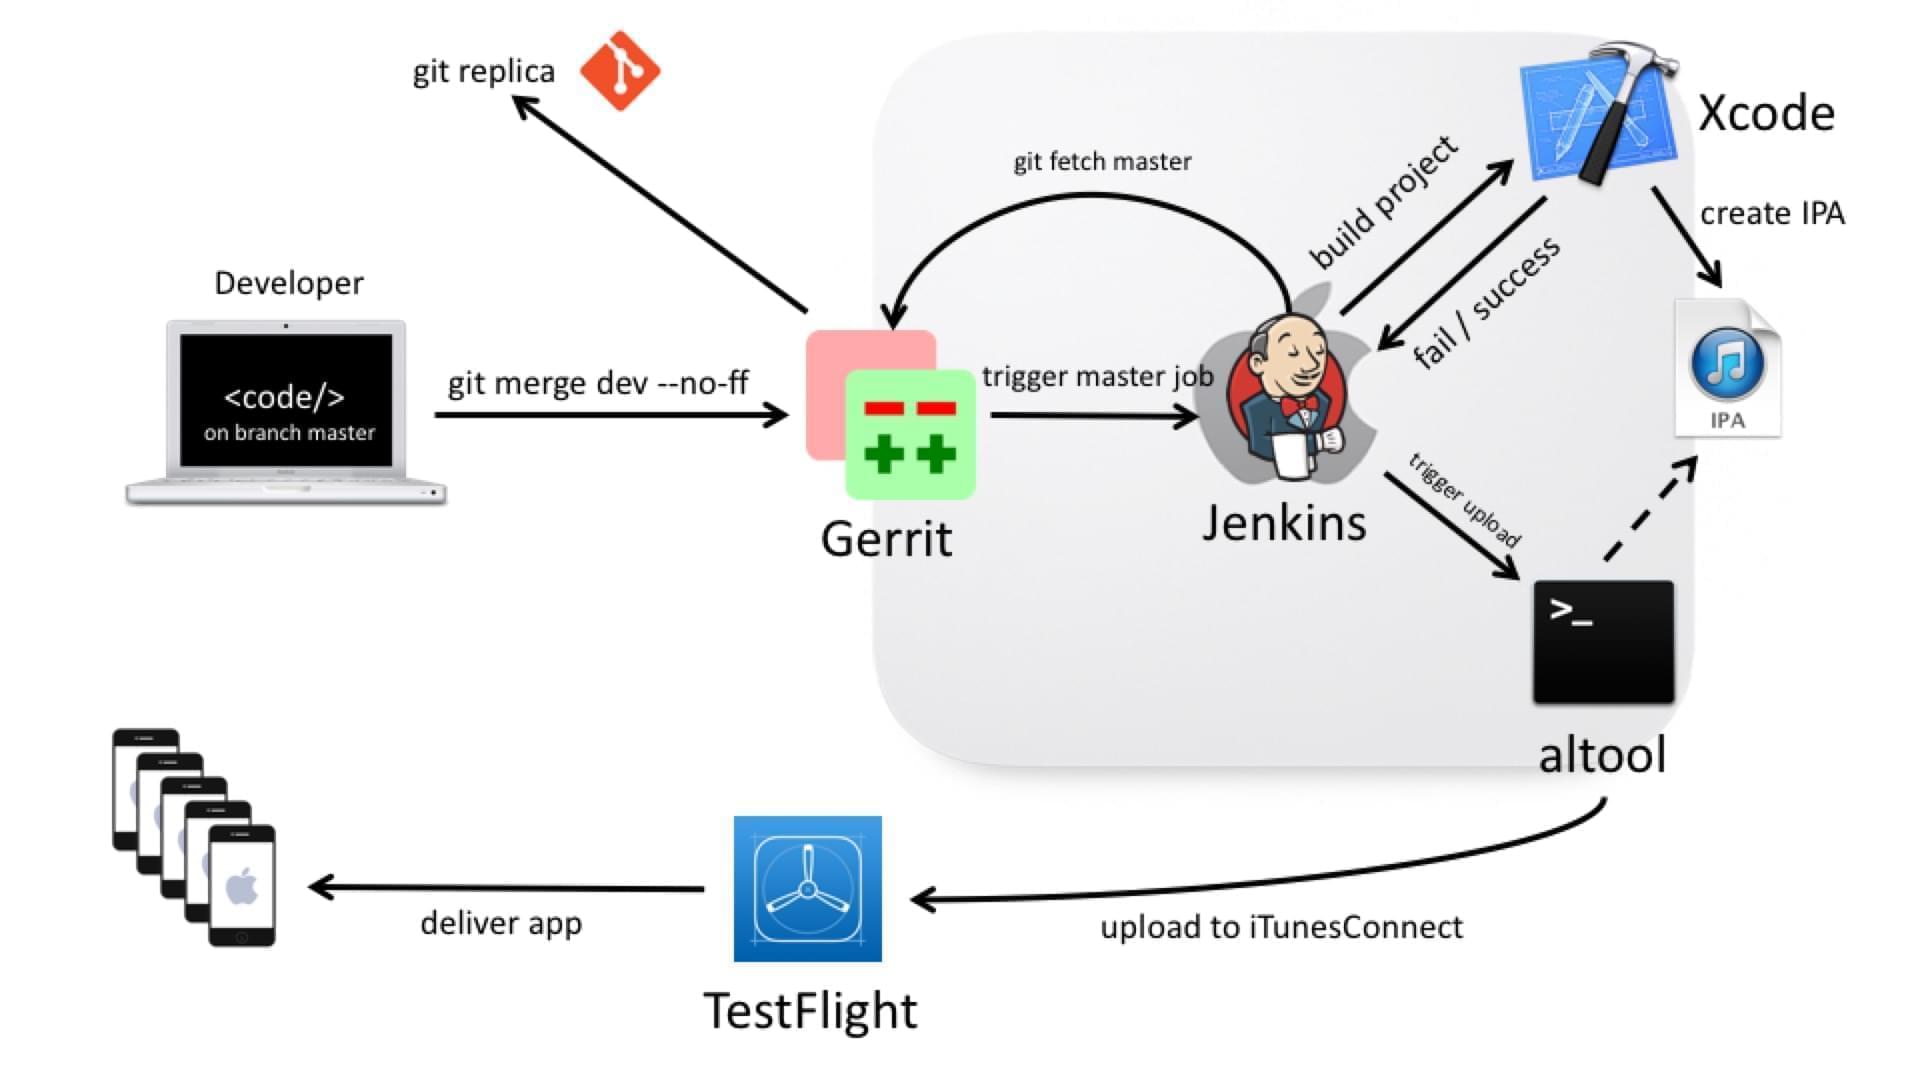 git replica
Xcode
git fetch master
build project
create IPA
fail / success
Developer
<code/>
on branch master
git merge dev --no-ff
trigger master job
IPA
Gerrit
Jenkins
trigger upload
>_
altool
deliver app
upload to iTunesConnect
TestFlight